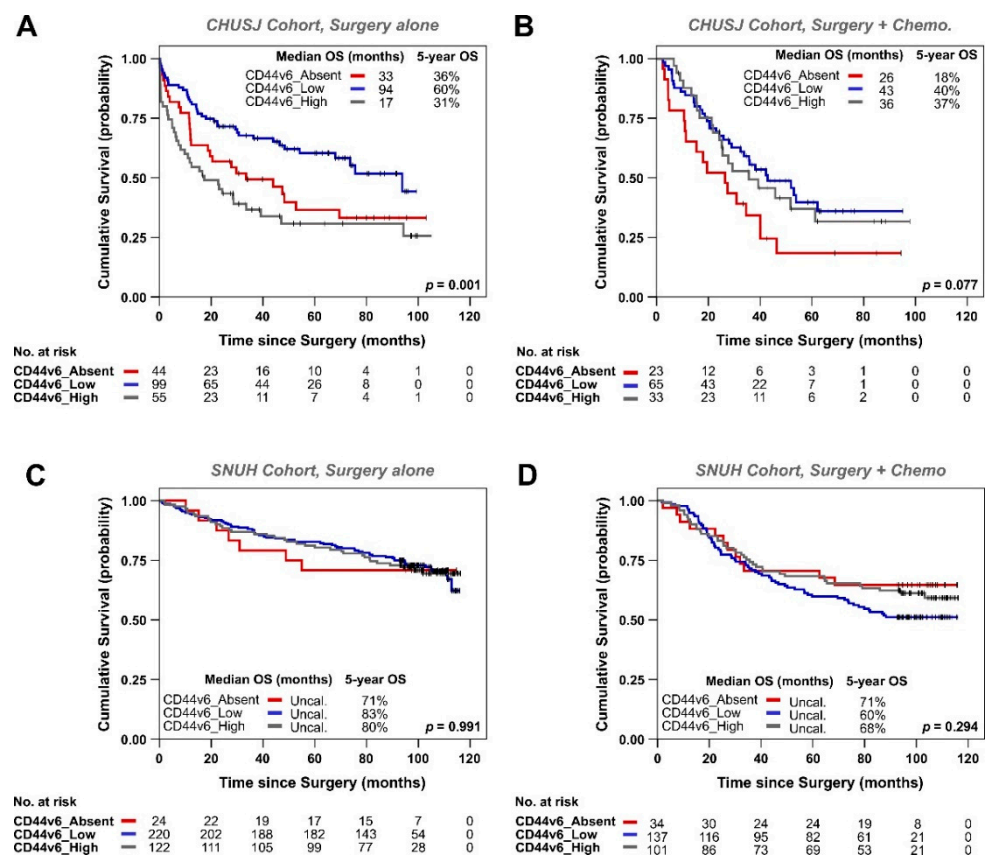 A
CHUSJ Cohort, Surgery alone
Median OS (months) 5-year OS
CD44v6_Absent 33 36%
CD44v6_Low 94 60%
CD44v6_High 17 31%
Cumulative Survival (probability)
1.00
0.75
0.50
0.25
0.00
p = 0.001
0 20 40 60 80 100 120
Time since Surgery (months)
No. at risk
CD44v6_Absent 44 23 16 10 4 1 0
CD44v6_Low 99 65 44 26 8 0 0
CD44v6_High 55 23 11 7 4 1 0
B
CHUSJ Cohort, Surgery + Chemo.
Median OS (months) 5-year OS
CD44v6_Absent 26 18%
CD44v6_Low 43 40%
CD44v6_High 36 37%
Cumulative Survival (probability)
1.00
0.75
0.50
0.25
0.00
p = 0.077
0 20 40 60 80 100 120
Time since Surgery (months)
No. at risk
CD44v6_Absent 23 12 6 3 1 0 0
CD44v6_Low 65 43 22 7 1 0 0
CD44v6_High 33 23 11 6 2 0 0
C
SNUH Cohort, Surgery alone
Cumulative Survival (probability)
1.00
0.75
0.50
0.25
0.00
Median OS (months) 5-year OS
CD44v6_Absent Uncal. 71%
CD44v6_Low Uncal. 83%
CD44v6_High Uncal. 80%
p = 0.991
0 20 40 60 80 100 120
Time since Surgery (months)
No. at risk
CD44v6_Absent 24 22 19 17 15 7 0
CD44v6_Low 220 202 188 182 143 54 0
CD44v6_High 122 111 105 99 77 28 0
D
SNUH Cohort, Surgery + Chemo
Cumulative Survival (probability)
1.00
0.75
0.50
0.25
0.00
Median OS (months) 5-year OS
CD44v6_Absent Uncal. 71%
CD44v6_Low Uncal. 60%
CD44v6_High Uncal. 68%
p = 0.294
0 20 40 60 80 100 120
Time since Surgery (months)
No. at risk
CD44v6_Absent 34 30 24 24 19 8 0
CD44v6_Low 137 116 95 82 61 21 0
CD44v6_High 101 86 73 69 53 21 0